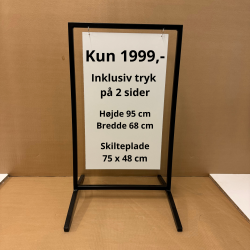 Kun 1999,-
Inklusiv tryk
på 2 sider
Højde 95 cm
Bredde 68 cm
Skilteplade
75 x 48 cm